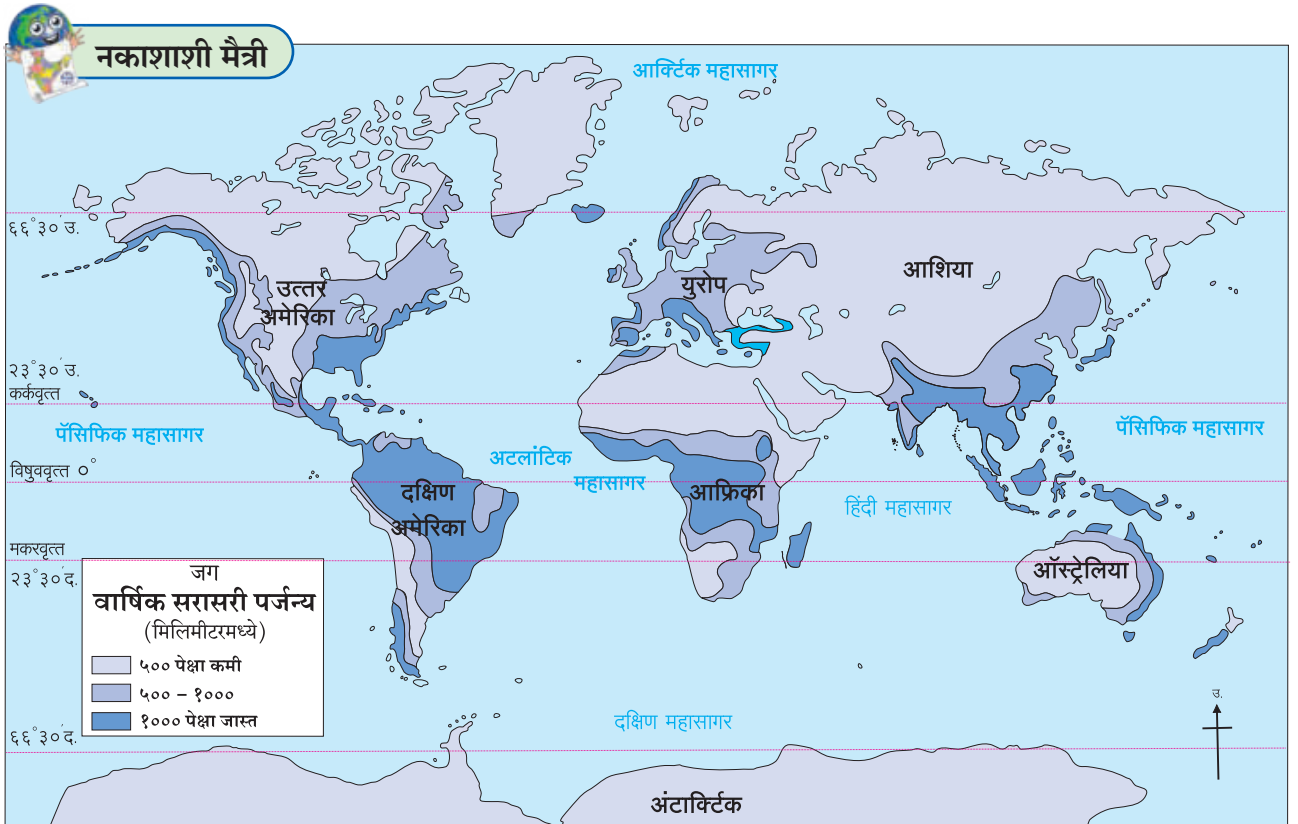 नकाशाशी मैत्री
आर्क्टिक महासागर
६६°३०′उ.
आशिया
युरोप
उत्तर
अमेरिका
२३°३०′उ.
कर्कवृत्त
पॅसिफिक महासागर
पॅसिफिक महासागर
अटलांटिक
महासागर
विषुववृत्त ०°
दक्षिण
अमेरिका
आफ्रिका
हिंदी महासागर
मकरवृत्त
२३°३०′द.
ऑस्ट्रेलिया
जग
वार्षिक सरासरी पर्जन्य
(मिलिमीटरमध्ये)
५०० पेक्षा कमी
५०० – १०००
१००० पेक्षा जास्त
उ.
दक्षिण महासागर
६६°३०′द.
अंटार्क्टिक